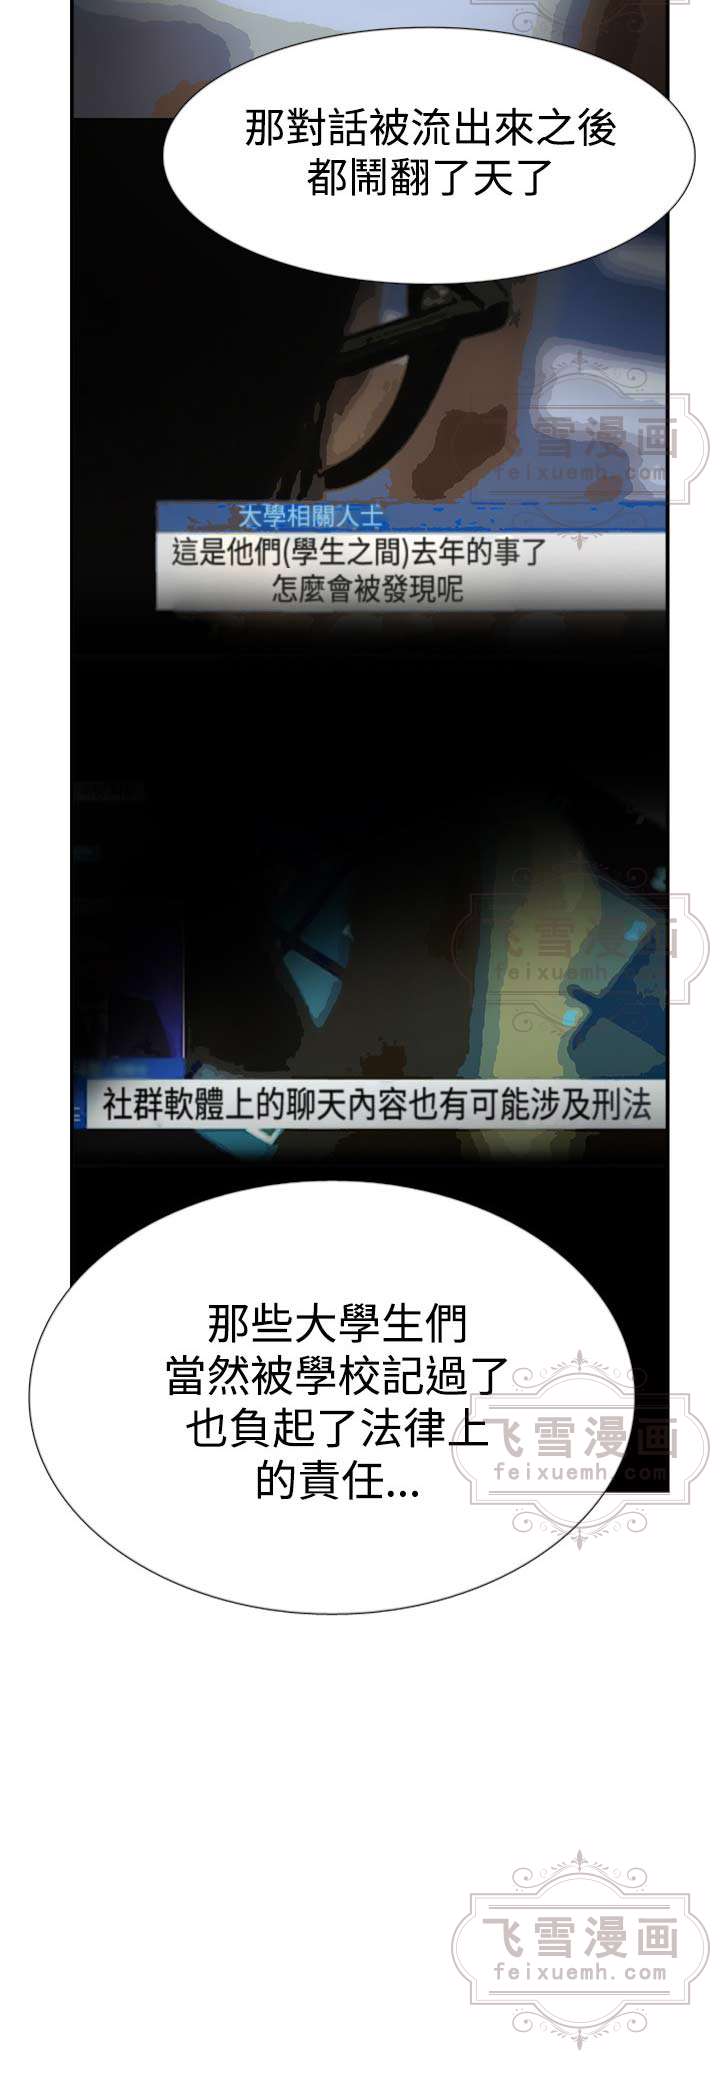 那對話被流出來之後
都鬧翻了天了
飞雪漫画
feixuemh.com
大學相關人士
這是他們(學生之間)去年的事了
怎麼會被發現呢
飞雪漫画
feixuemh.com
社群軟體上的聊天內容也有可能涉及刑法
那些大學生們
當然被學校記過了
也負起了法律上
的責任...
飞雪漫画
feixuemh.com
飞雪漫画
feixuemh.com